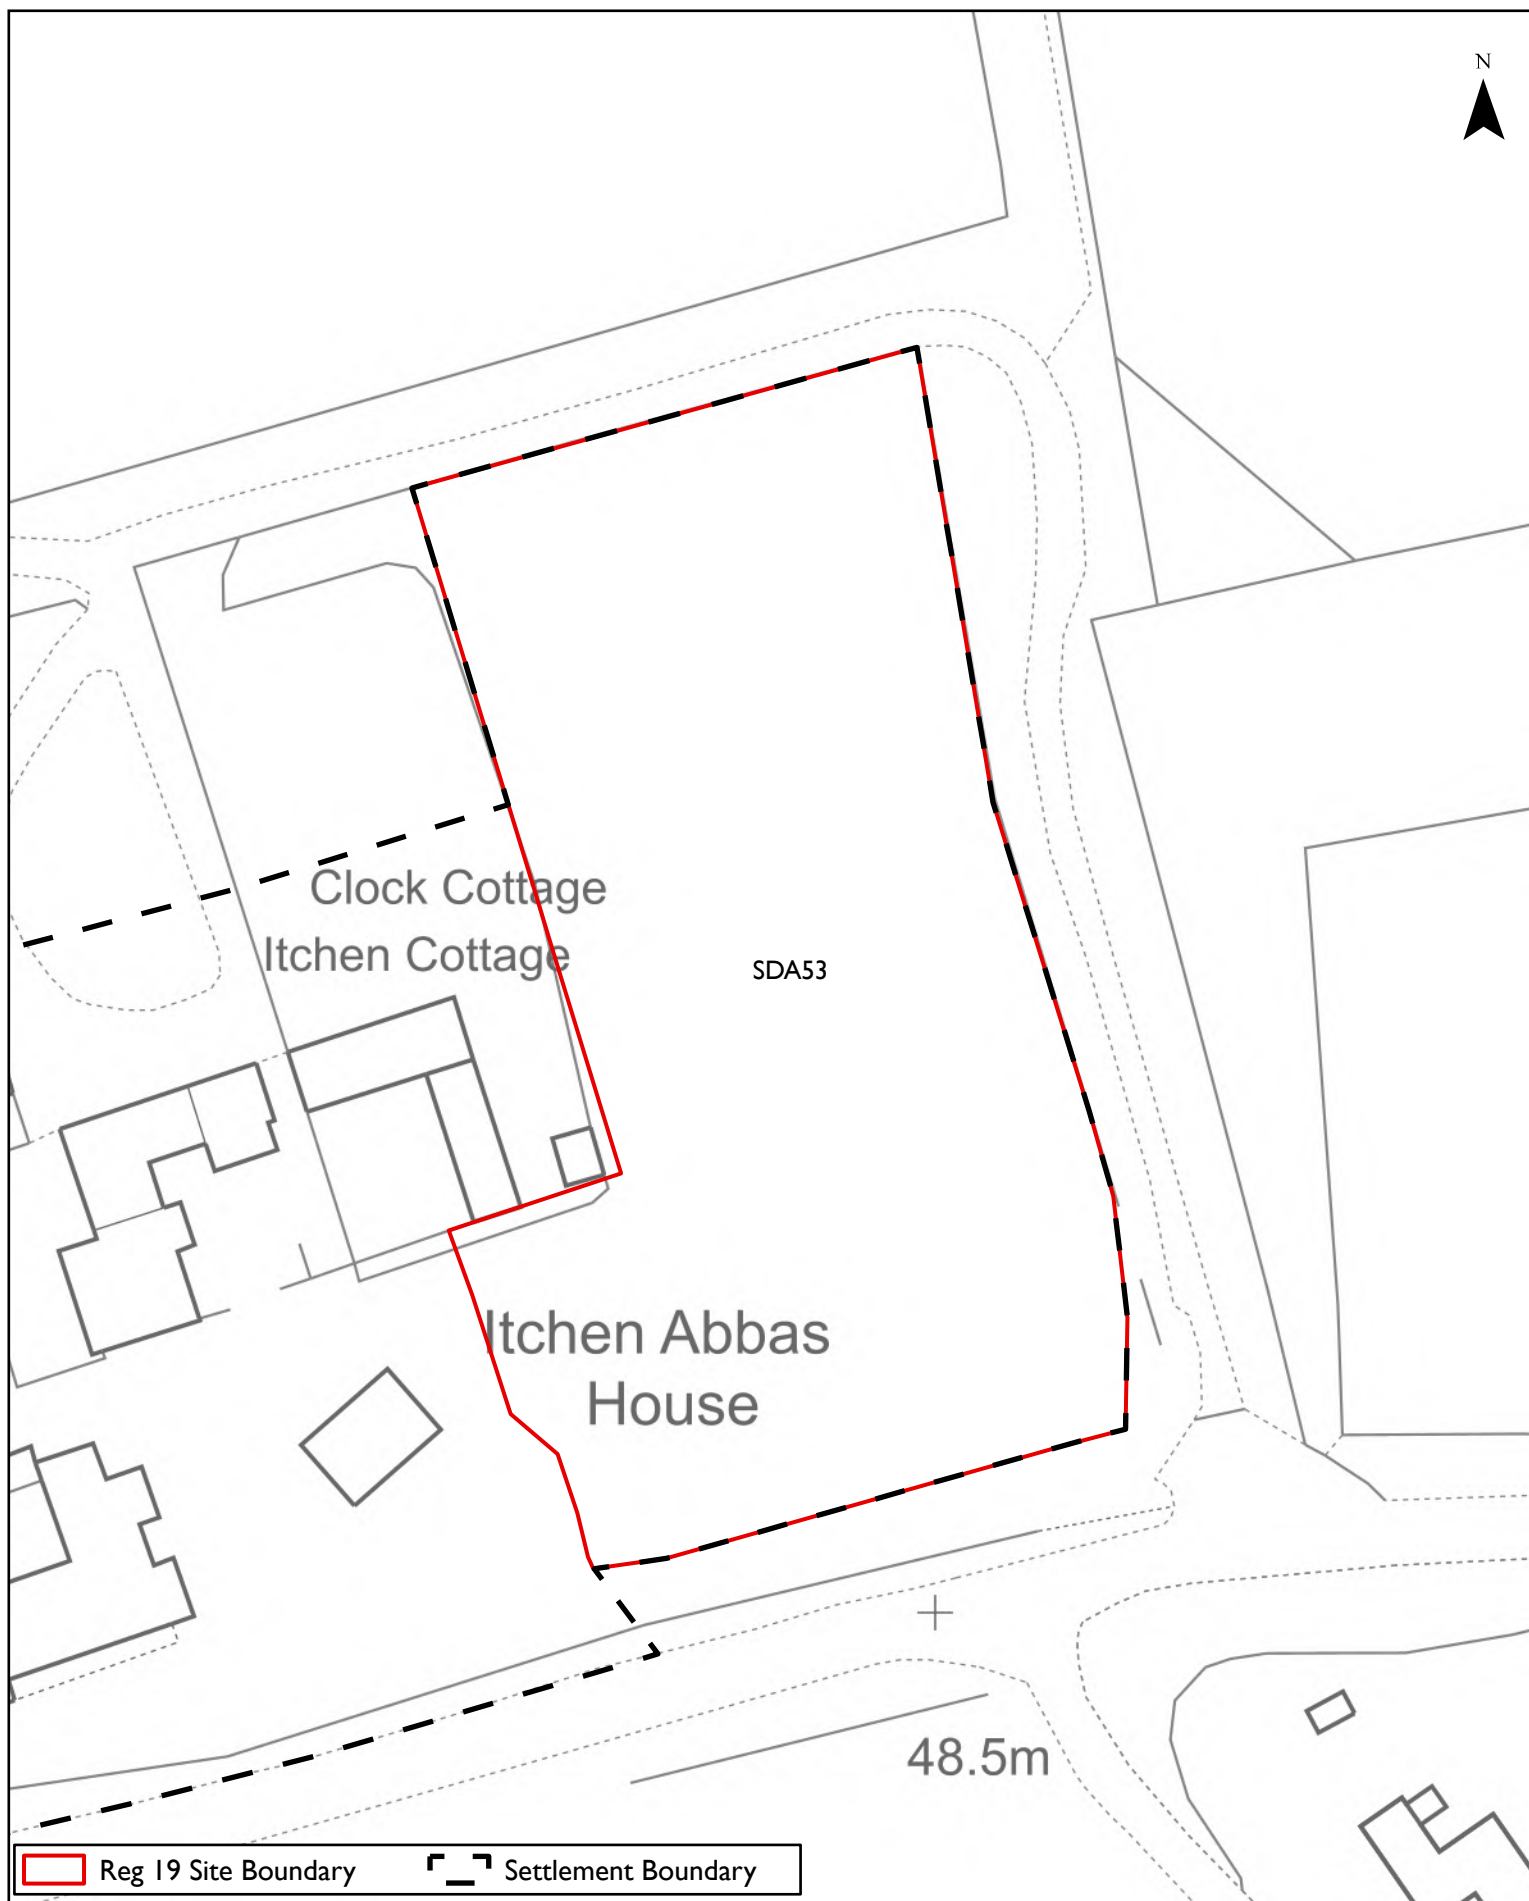 N
Clock Cottage
Itchen Cottage
SDA53
Itchen Abbas
House
48.5m
Reg 19 Site Boundary
Settlement Boundary